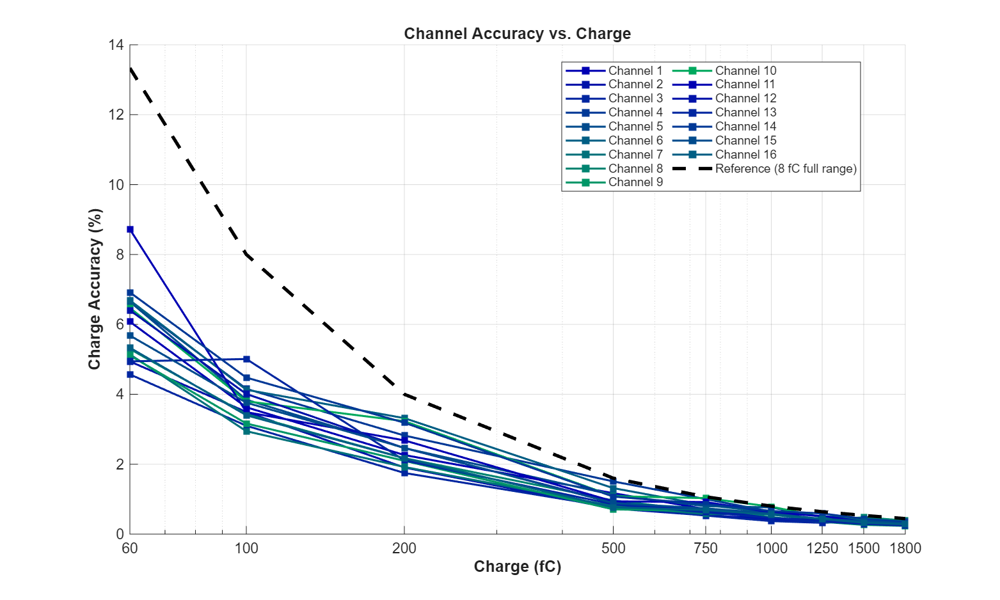 Channel Accuracy vs. Charge
14
12
10
8
6
4
2
0
Charge Accuracy (%)
Channel 1
Channel 2
Channel 3
Channel 4
Channel 5
Channel 6
Channel 7
Channel 8
Channel 9
Channel 10
Channel 11
Channel 12
Channel 13
Channel 14
Channel 15
Channel 16
Reference (8 fC full range)
60 100 200 500 750 1000 1250 1500 1800
Charge (fC)